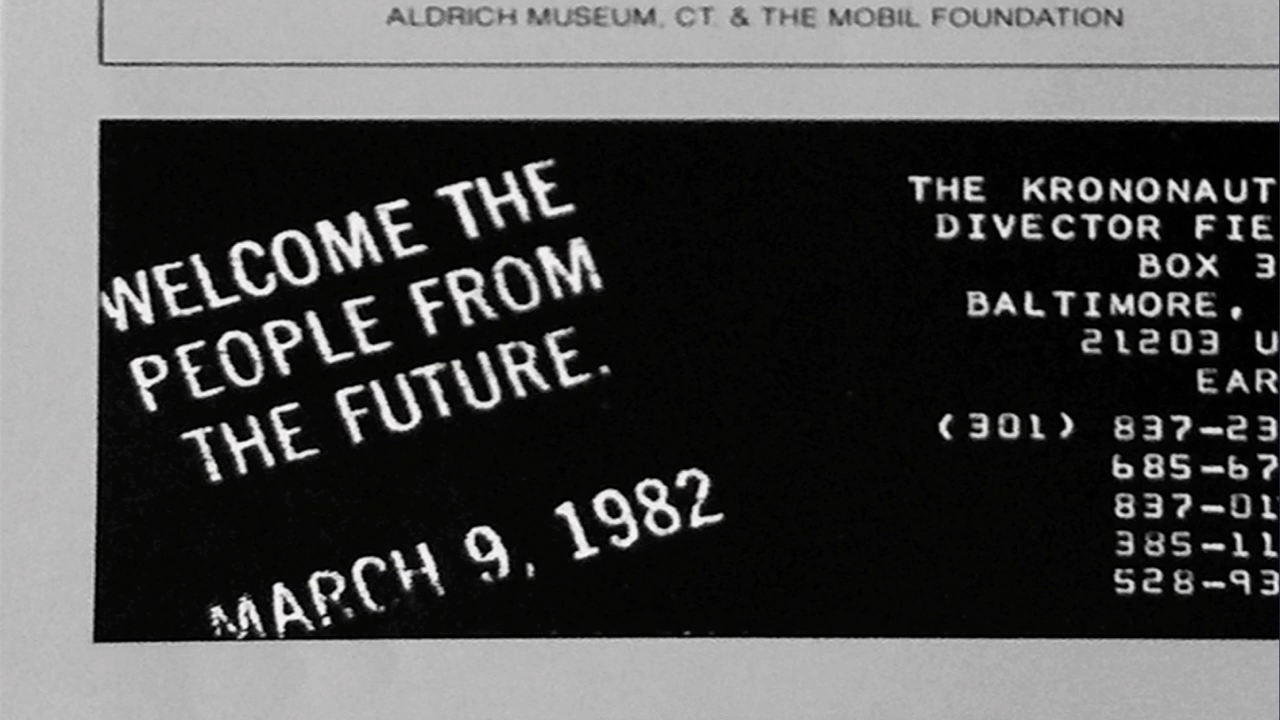 ALDRICH MUSEUM, CT. & THE MOBIL FOUNDATION
WELCOME THE
PEOPLE FROM
THE FUTURE.
MARCH 9, 1982
THE KRONONAUT
DIVECTOR FIE
BOX 3
BALTIMORE,
21203 U
EAR
(301) 837-23
685-67
837-01
385-11
528-93